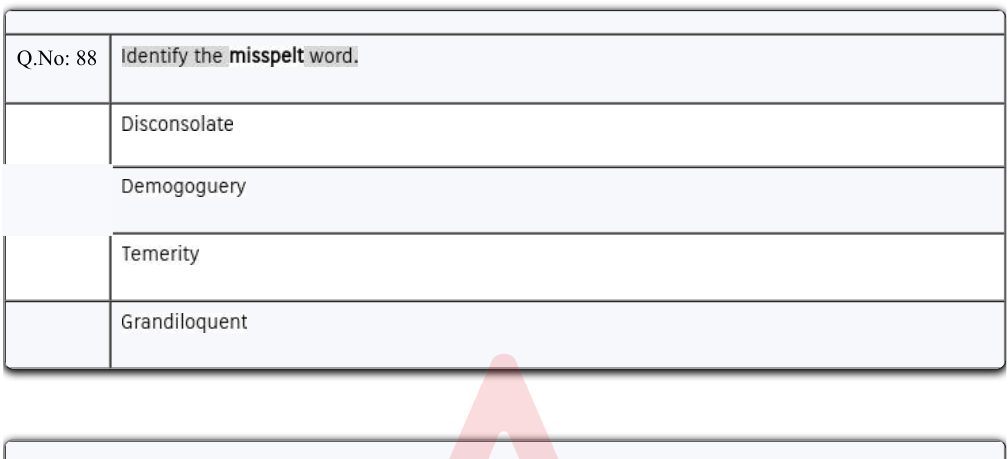 Q.No: 88 Identify the misspelt word.
Disconsolate
Demogoguery
Temerity
Grandiloquent